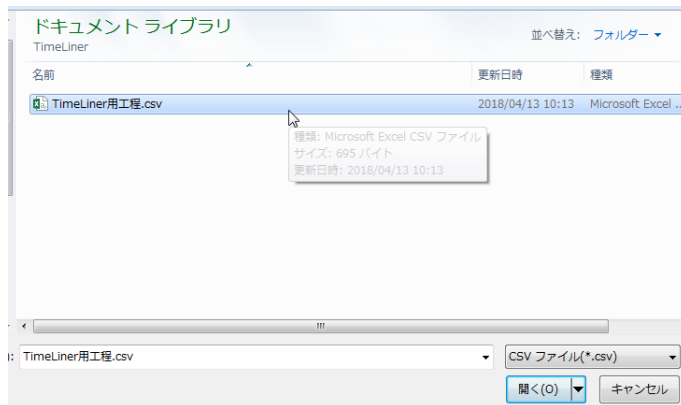 ドキュメント ライブラリ
TimeLiner
並べ替え: フォルダー
名前 更新日時 種類
TimeLiner用工程.csv 2018/04/13 10:13 Microsoft Excel ..
種類: Microsoft Excel CSV ファイル
サイズ: 695 バイト
更新日時: 2018/04/13 10:13
TimeLiner用工程.csv CSV ファイル(*.csv)
開く(O) キャンセル